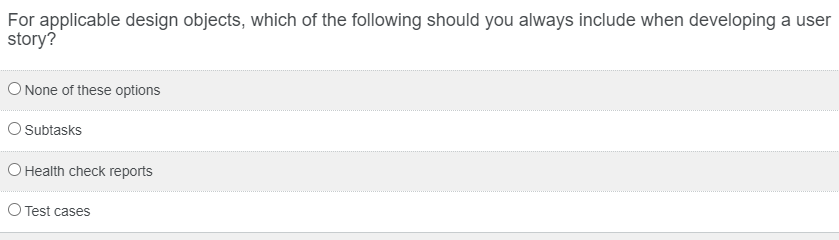 For applicable design objects, which of the following should you always include when developing a user
story?
None of these options
Subtasks
Health check reports
Test cases